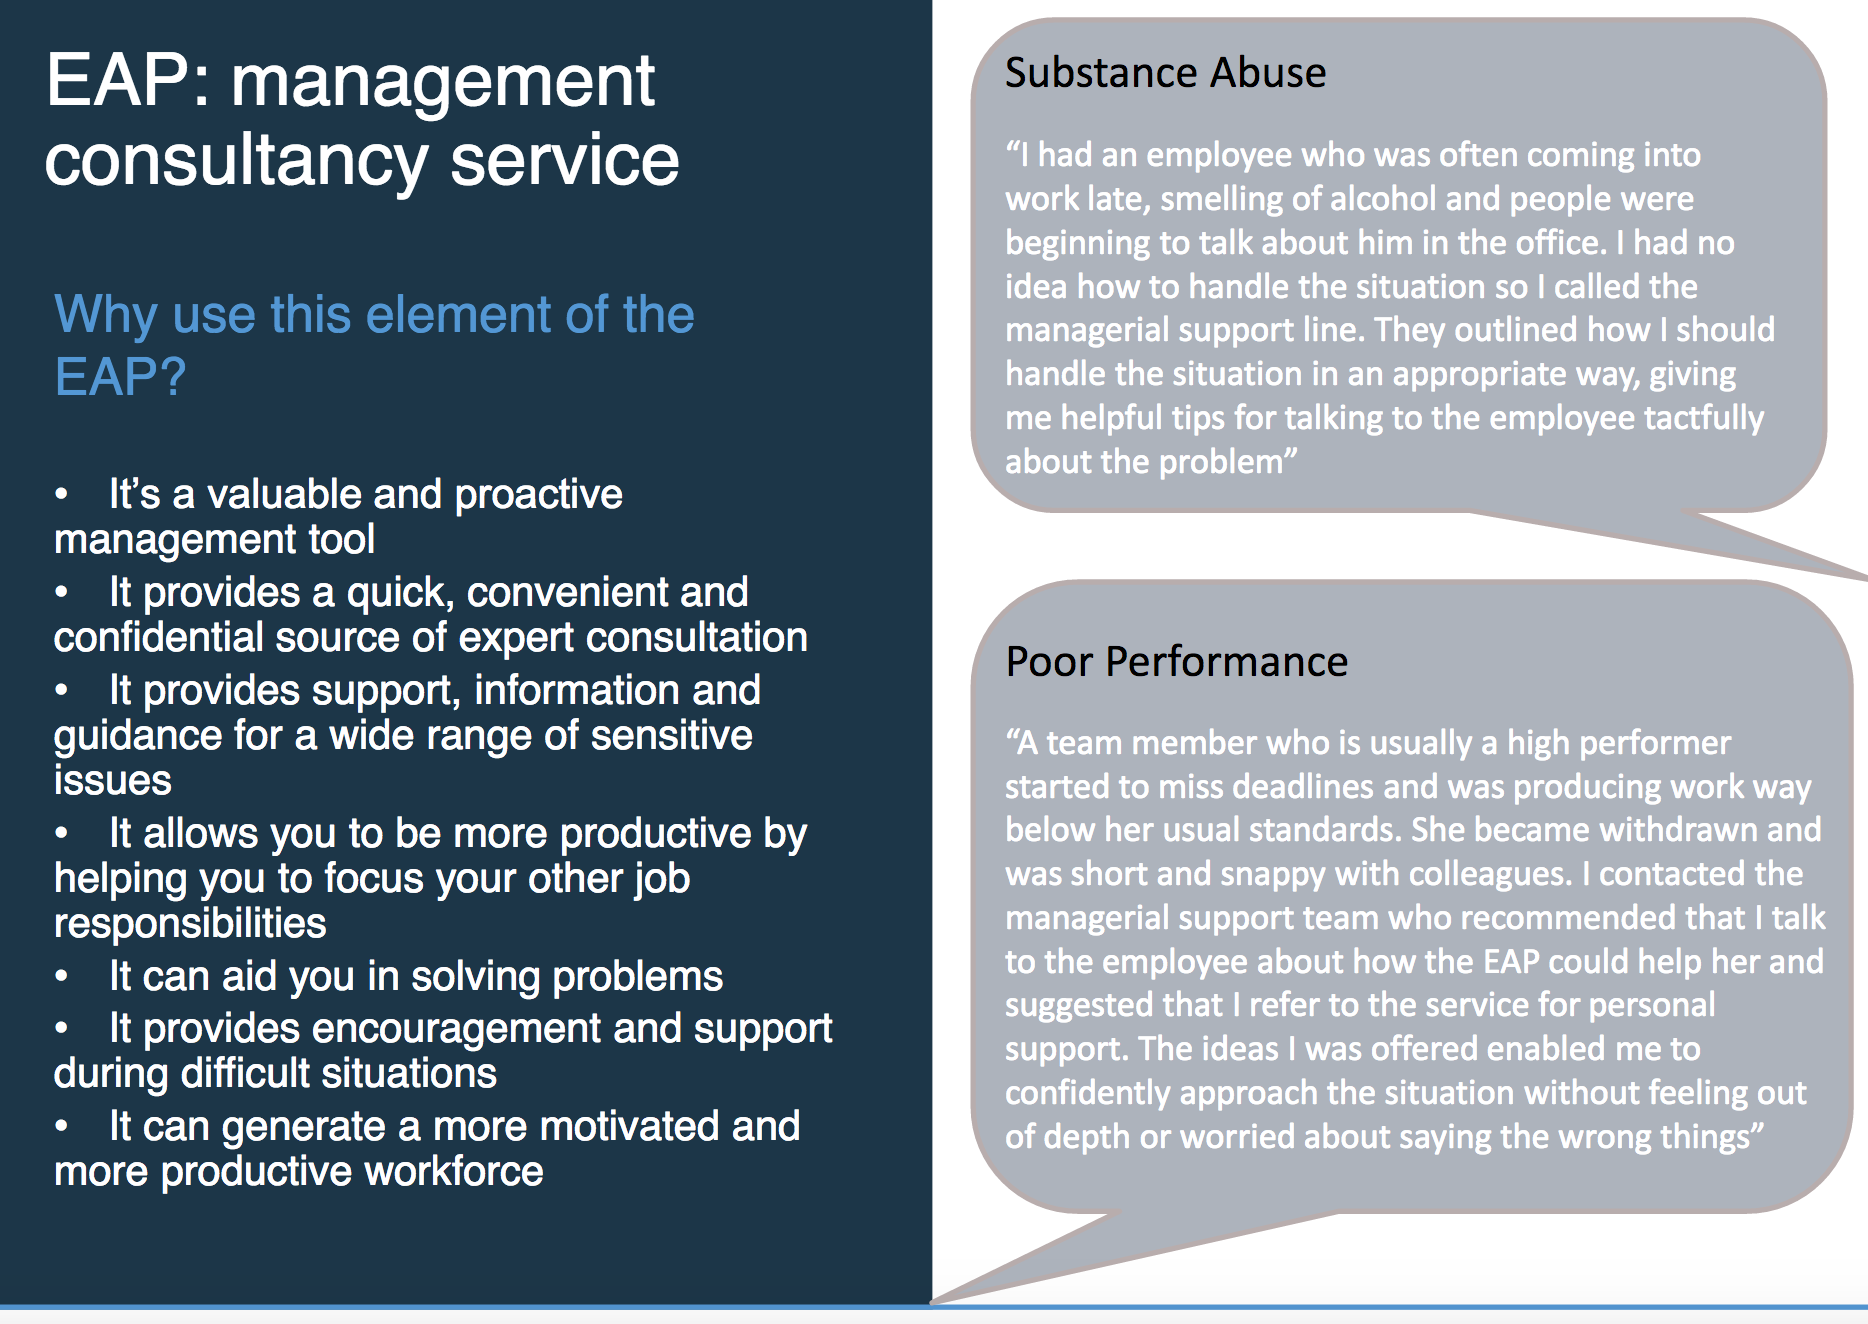 EAP: management
consultancy service
Why use this element of the
EAP?
• It’s a valuable and proactive
management tool
• It provides a quick, convenient and
confidential source of expert consultation
• It provides support, information and
guidance for a wide range of sensitive
issues
• It allows you to be more productive by
helping you to focus your other job
responsibilities
• It can aid you in solving problems
• It provides encouragement and support
during difficult situations
• It can generate a more motivated and
more productive workforce
Substance Abuse
“I had an employee who was often coming into
work late, smelling of alcohol and people were
beginning to talk about him in the office. I had no
idea how to handle the situation so I called the
managerial support line. They outlined how I should
handle the situation in an appropriate way, giving
me helpful tips for talking to the employee tactfully
about the problem”
Poor Performance
“A team member who is usually a high performer
started to miss deadlines and was producing work way
below her usual standards. She became withdrawn and
was short and snappy with colleagues. I contacted the
managerial support team who recommended that I talk
to the employee about how the EAP could help her and
suggested that I refer to the service for personal
support. The ideas I was offered enabled me to
confidently approach the situation without feeling out
of depth or worried about saying the wrong things”